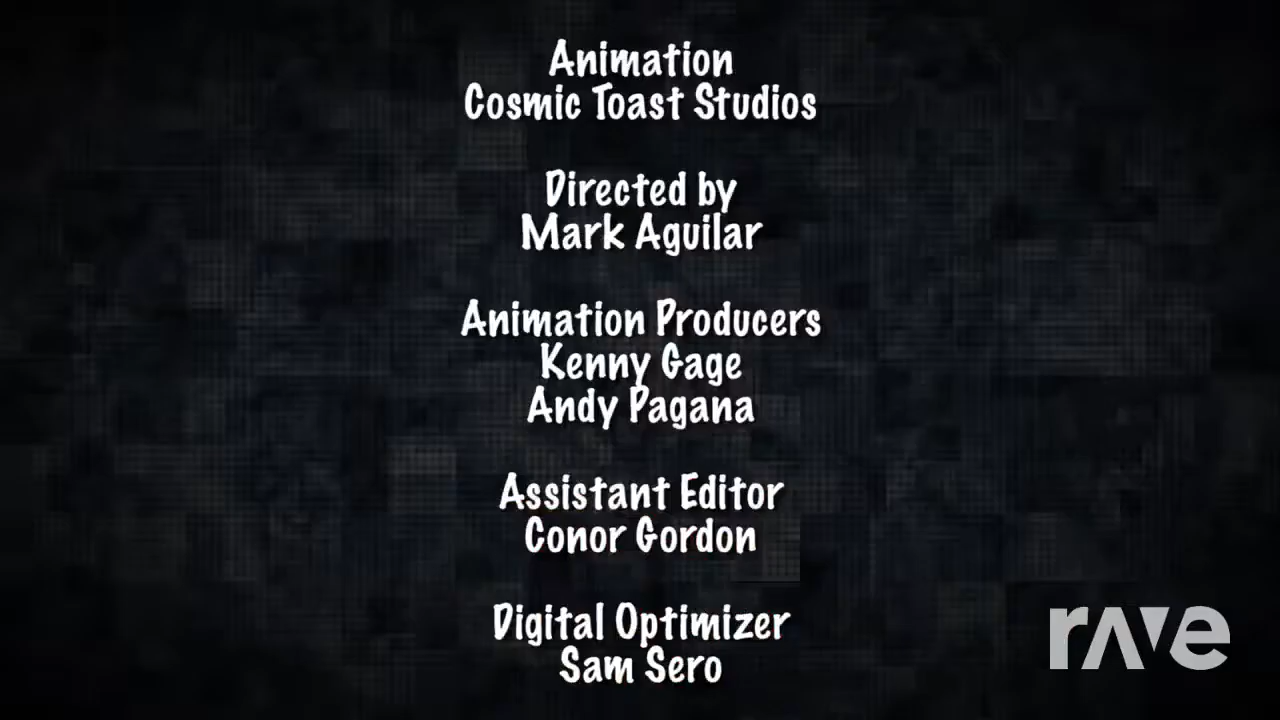 Animation
Cosmic Toast Studios
Directed by
Mark Aguilar
Animation Producers
Kenny Gage
Andy Pagana
Assistant Editor
Conor Gordon
Digital Optimizer
Sam Sero
rave